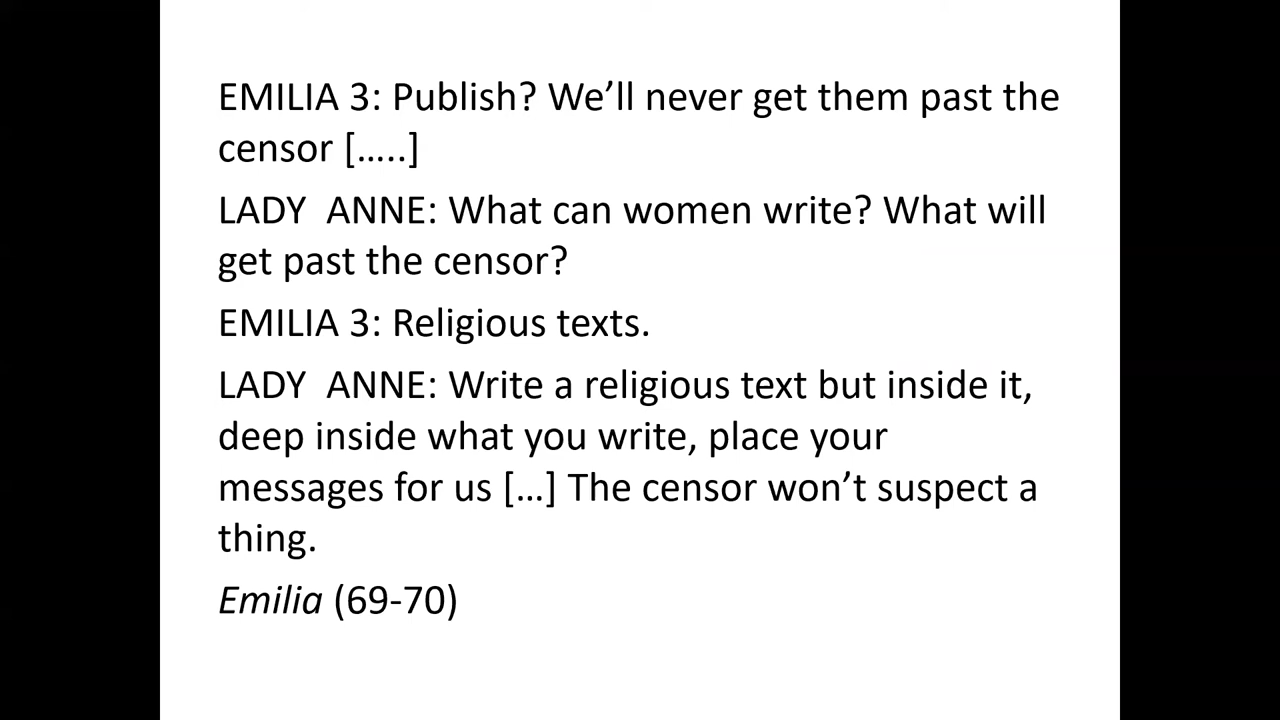 EMILIA 3: Publish? We’ll never get them past the
censor […..]
LADY  ANNE: What can women write? What will
get past the censor?
EMILIA 3: Religious texts.
LADY  ANNE: Write a religious text but inside it,
deep inside what you write, place your
messages for us […] The censor won’t suspect a
thing.
Emilia (69-70)